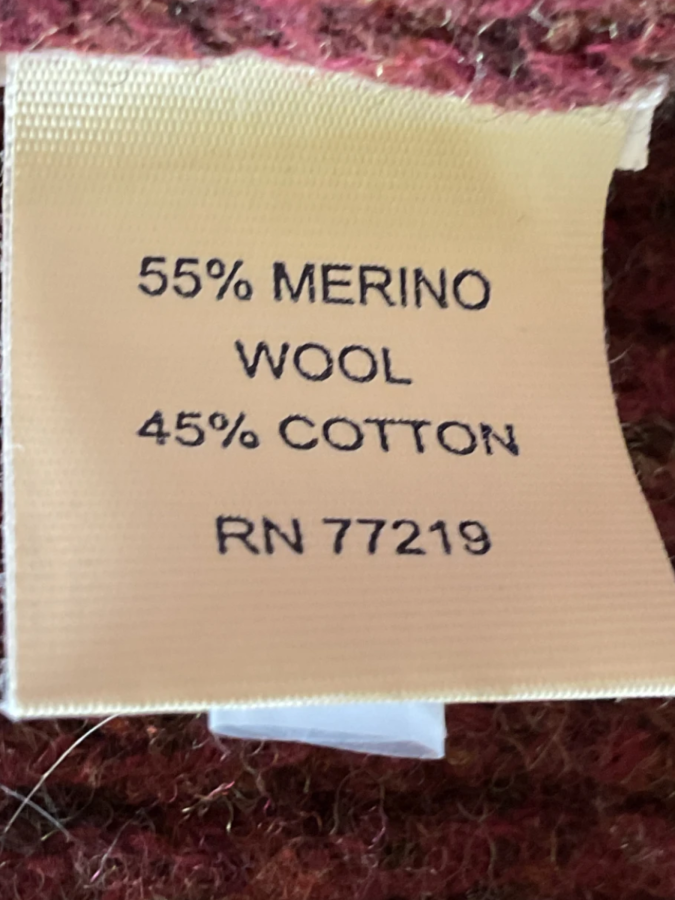 55% MERINO
WOOL
45% COTTON
RN 77219